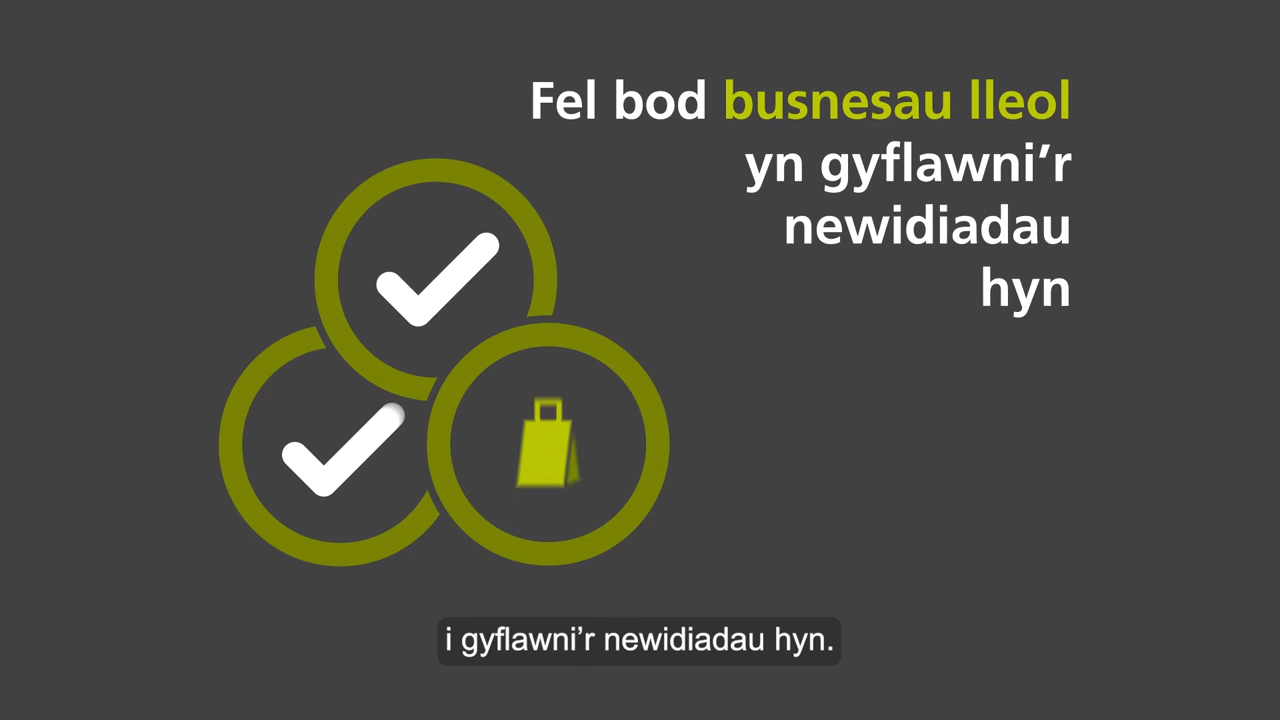 Fel bod busnesau lleol
yn gyflawni’r
newidiadau
hyn
i gyflawni’r newidiadau hyn.